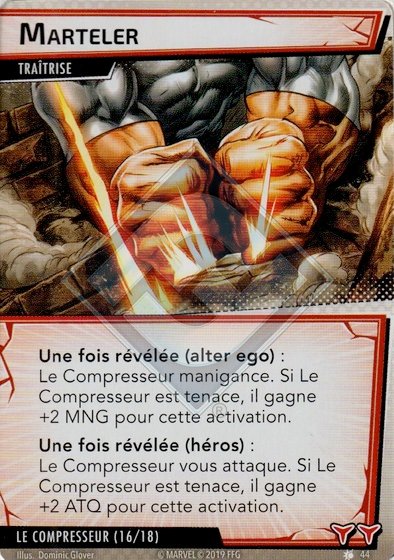 MARTELER
TRAÎTRISE
Une fois révélée (alter ego) :
Le Compresseur manigance. Si Le
Compresseur est tenace, il gagne
+2 MNG pour cette activation.
Une fois révélée (héros) :
Le Compresseur vous attaque. Si Le
Compresseur est tenace, il gagne
+2 ATQ pour cette activation.
LE COMPRESSEUR (16/18)
Illus. Dominic Glover © MARVEL © 2019 FFG 44
®